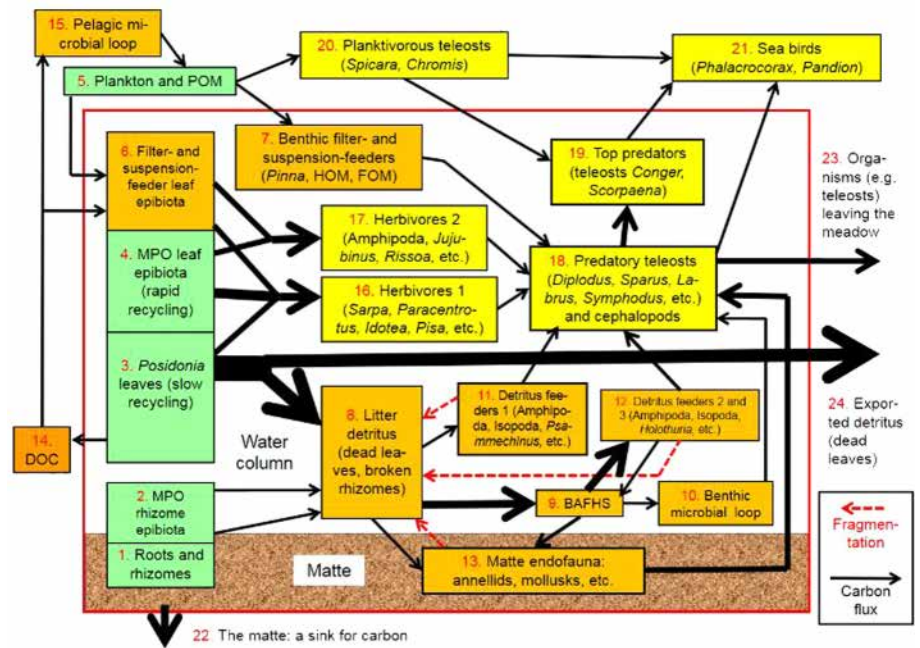 15. Pelagic mi-
crobial loop
20. Planktivorous teleosts
(Spicara, Chromis)
21. Sea birds
(Phalacrocorax, Pandion)
5. Plankton and POM
6. Filter- and
suspension-
feeder leaf
epibiota
7. Benthic filter- and
suspension-feeders
(Pinna, HOM, FOM)
19. Top predators
(teleosts Conger,
Scorpaena)
23. Orga-
nisms (e.g.
teleosts)
leaving the
meadow
17. Herbivores 2
(Amphipoda, Juju-
binus, Rissoa, etc.)
4. MPO leaf
epibiota
(rapid
recycling)
18. Predatory teleosts
(Diplodus, Sparus, La-
brus, Symphodus, etc.)
and cephalopods
16. Herbivores 1
(Sarpa, Paracentro-
tus, Idotea, Pisa, etc.)
3. Posidonia
leaves (slow
recycling)
8. Litter
detritus
(dead lea-
ves, broken
rhizomes)
11. Detritus fee-
ders 1 (Amphipo-
da, Isopoda, Psa-
mmechinus, etc.)
12. Detritus feeders 2 and
3 (Amphipoda, Isopoda,
Holothuria, etc.)
24. Expor-
ted detritus
(dead
leaves)
14.
DOC
Water
column
2. MPO
rhizome
epibiota
9. BAFHS
10. Benthic
microbial loop
1. Roots and
rhizomes
Matte
13. Matte endofauna:
annellids, mollusks, etc.
Fragmen-
tation
Carbon
flux
22. The matte: a sink for carbon